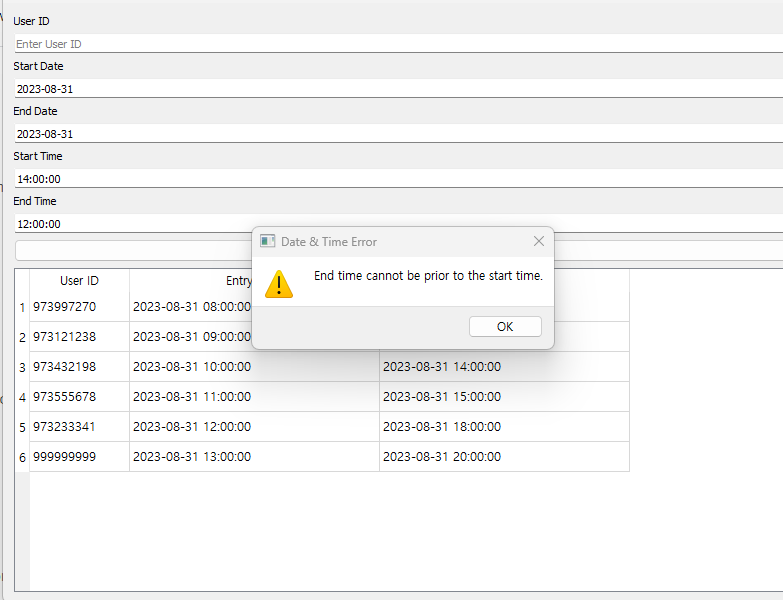 User ID
Enter User ID
Start Date
2023-08-31
End Date
2023-08-31
Start Time
14:00:00
End Time
12:00:00
Date & Time Error
End time cannot be prior to the start time.
OK
User ID Entry
1 973997270 2023-08-31 08:00:00
2 973121238 2023-08-31 09:00:00
3 973432198 2023-08-31 10:00:00 2023-08-31 14:00:00
4 973555678 2023-08-31 11:00:00 2023-08-31 15:00:00
5 973233341 2023-08-31 12:00:00 2023-08-31 18:00:00
6 999999999 2023-08-31 13:00:00 2023-08-31 20:00:00